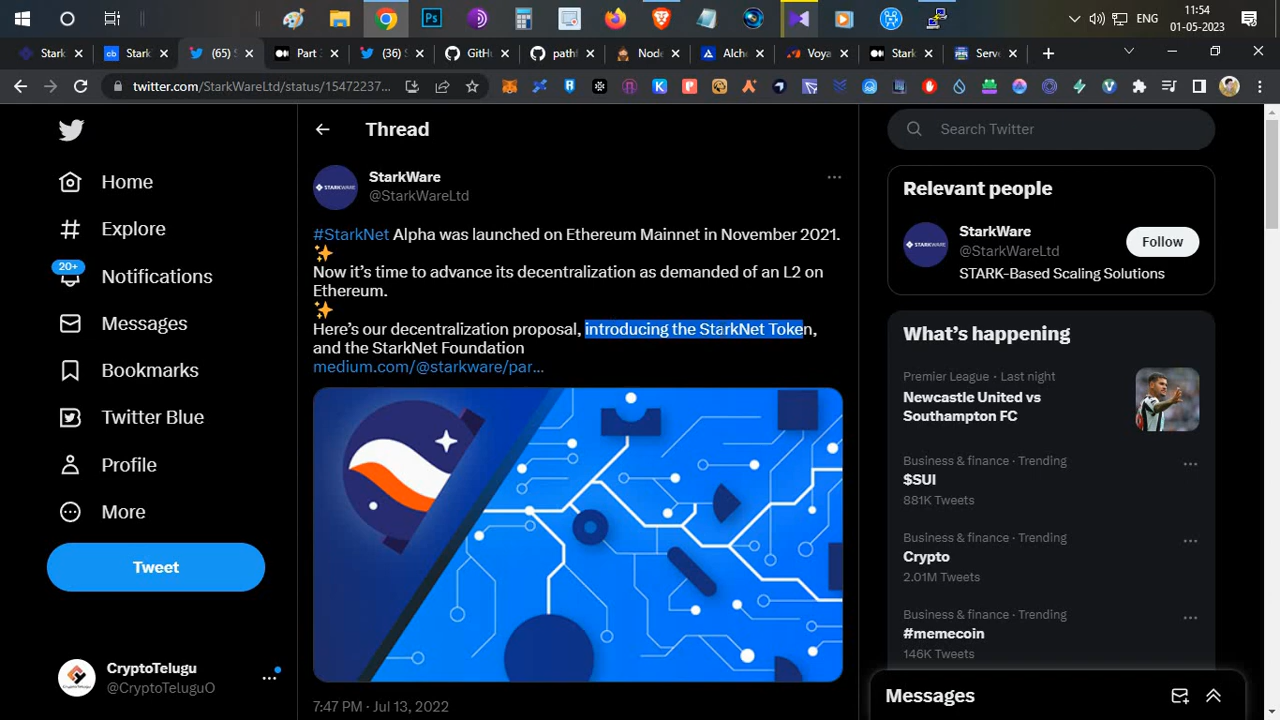 11:54
ENG
01-05-2023
Stark
Stark
(65)
Part
(36)
GitH
path
Node
Alche
Voya
Stark
Serve
twitter.com/StarkWareLtd/status/15472237...
Home
Explore
20+
Notifications
Messages
Bookmarks
Twitter Blue
Profile
More
Tweet
CryptoTelugu
@CryptoTeluguO
Thread
StarkWare
@StarkWareLtd
#StarkNet Alpha was launched on Ethereum Mainnet in November 2021.
Now it's time to advance its decentralization as demanded of an L2 on
Ethereum.
Here's our decentralization proposal, introducing the StarkNet Token,
and the StarkNet Foundation
medium.com/@starkware/par...
7:47 PM · Jul 13, 2022
Search Twitter
Relevant people
StarkWare
@StarkWareLtd
Follow
STARK-Based Scaling Solutions
What's happening
Premier League · Last night
Newcastle United vs
Southampton FC
Business & finance · Trending
$SUI
881K Tweets
Business & finance · Trending
Crypto
2.01M Tweets
Business & finance · Trending
#memecoin
146K Tweets
Messages